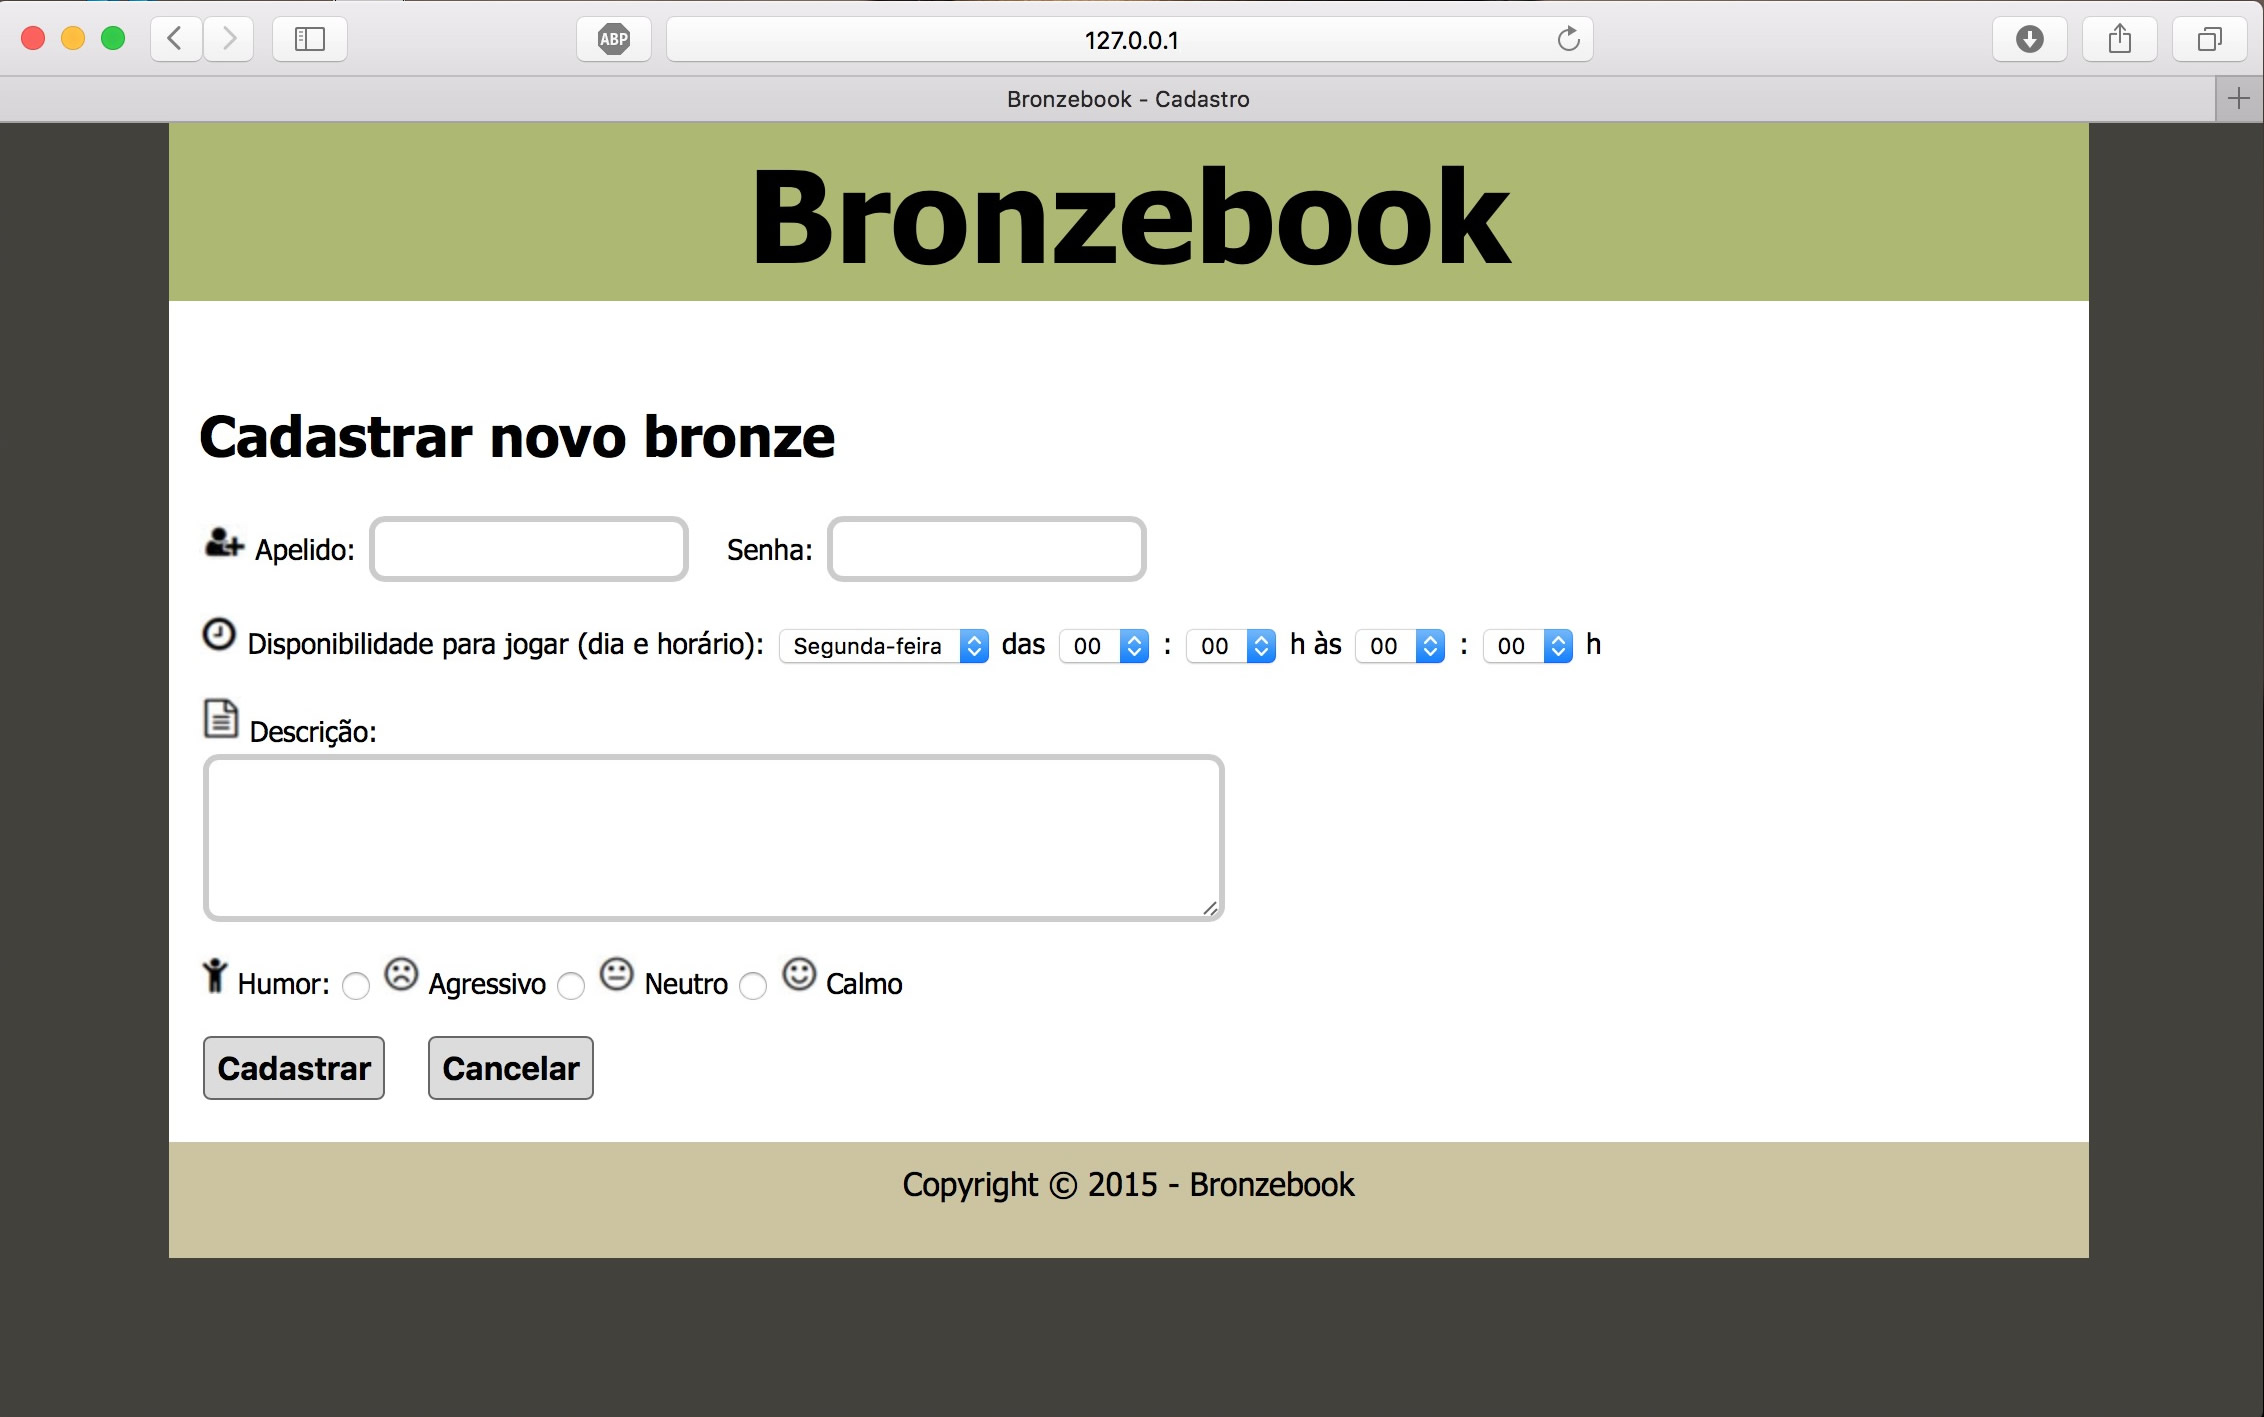 ABP
127.0.0.1
Bronzebook - Cadastro
Bronzebook
Cadastrar novo bronze
Apelido: Senha:
Disponibilidade para jogar (dia e horário): Segunda-feira das 00 : 00 h às 00 : 00 h
Descrição:
Humor: Agressivo Neutro Calmo
Cadastrar Cancelar
Copyright © 2015 - Bronzebook